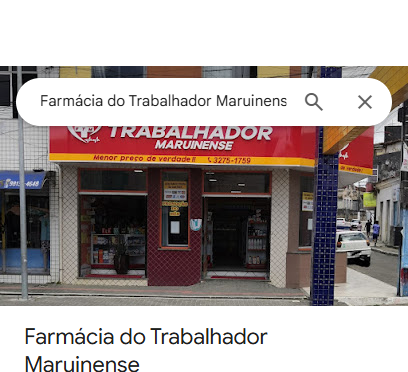 Farmácia do Trabalhador Maruinens
TRABALHADOR
MARUINENSE
Menor preço de verdade!! 3275-1759
Farmácia do Trabalhador
Maruinense